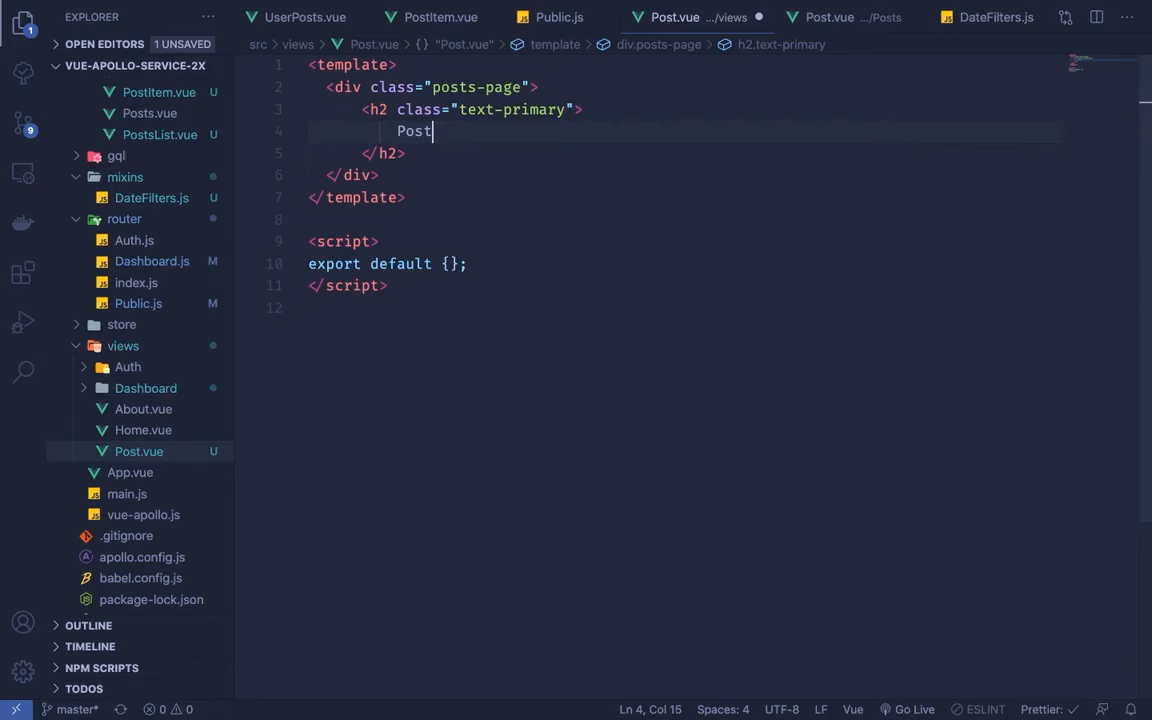 EXPLORER
UserPosts.vue
PostItem.vue
Public.js
Post.vue .../views
Post.vue .../Posts
DateFilters.js
OPEN EDITORS 1 UNSAVED
src > views > Post.vue > {} "Post.vue" > template > div.posts-page > h2.text-primary
VUE-APOLLO-SERVICE-2X
PostItem.vue U
Posts.vue
PostsList.vue U
gql
mixins
DateFilters.js U
router
Auth.js
Dashboard.js M
index.js
Public.js M
store
views
Auth
Dashboard
About.vue
Home.vue
Post.vue U
App.vue
main.js
vue-apollo.js
.gitignore
apollo.config.js
babel.config.js
package-lock.json
OUTLINE
TIMELINE
NPM SCRIPTS
TODOS
1
9
1 <template>
2 <div class="posts-page">
3 <h2 class="text-primary">
4 Post
5 </h2>
6 </div>
7 </template>
8
9 <script>
10 export default {};
11 </script>
12
master* 0 0 Ln 4, Col 15 Spaces: 4 UTF-8 LF Vue Go Live ESLINT Prettier: ✓